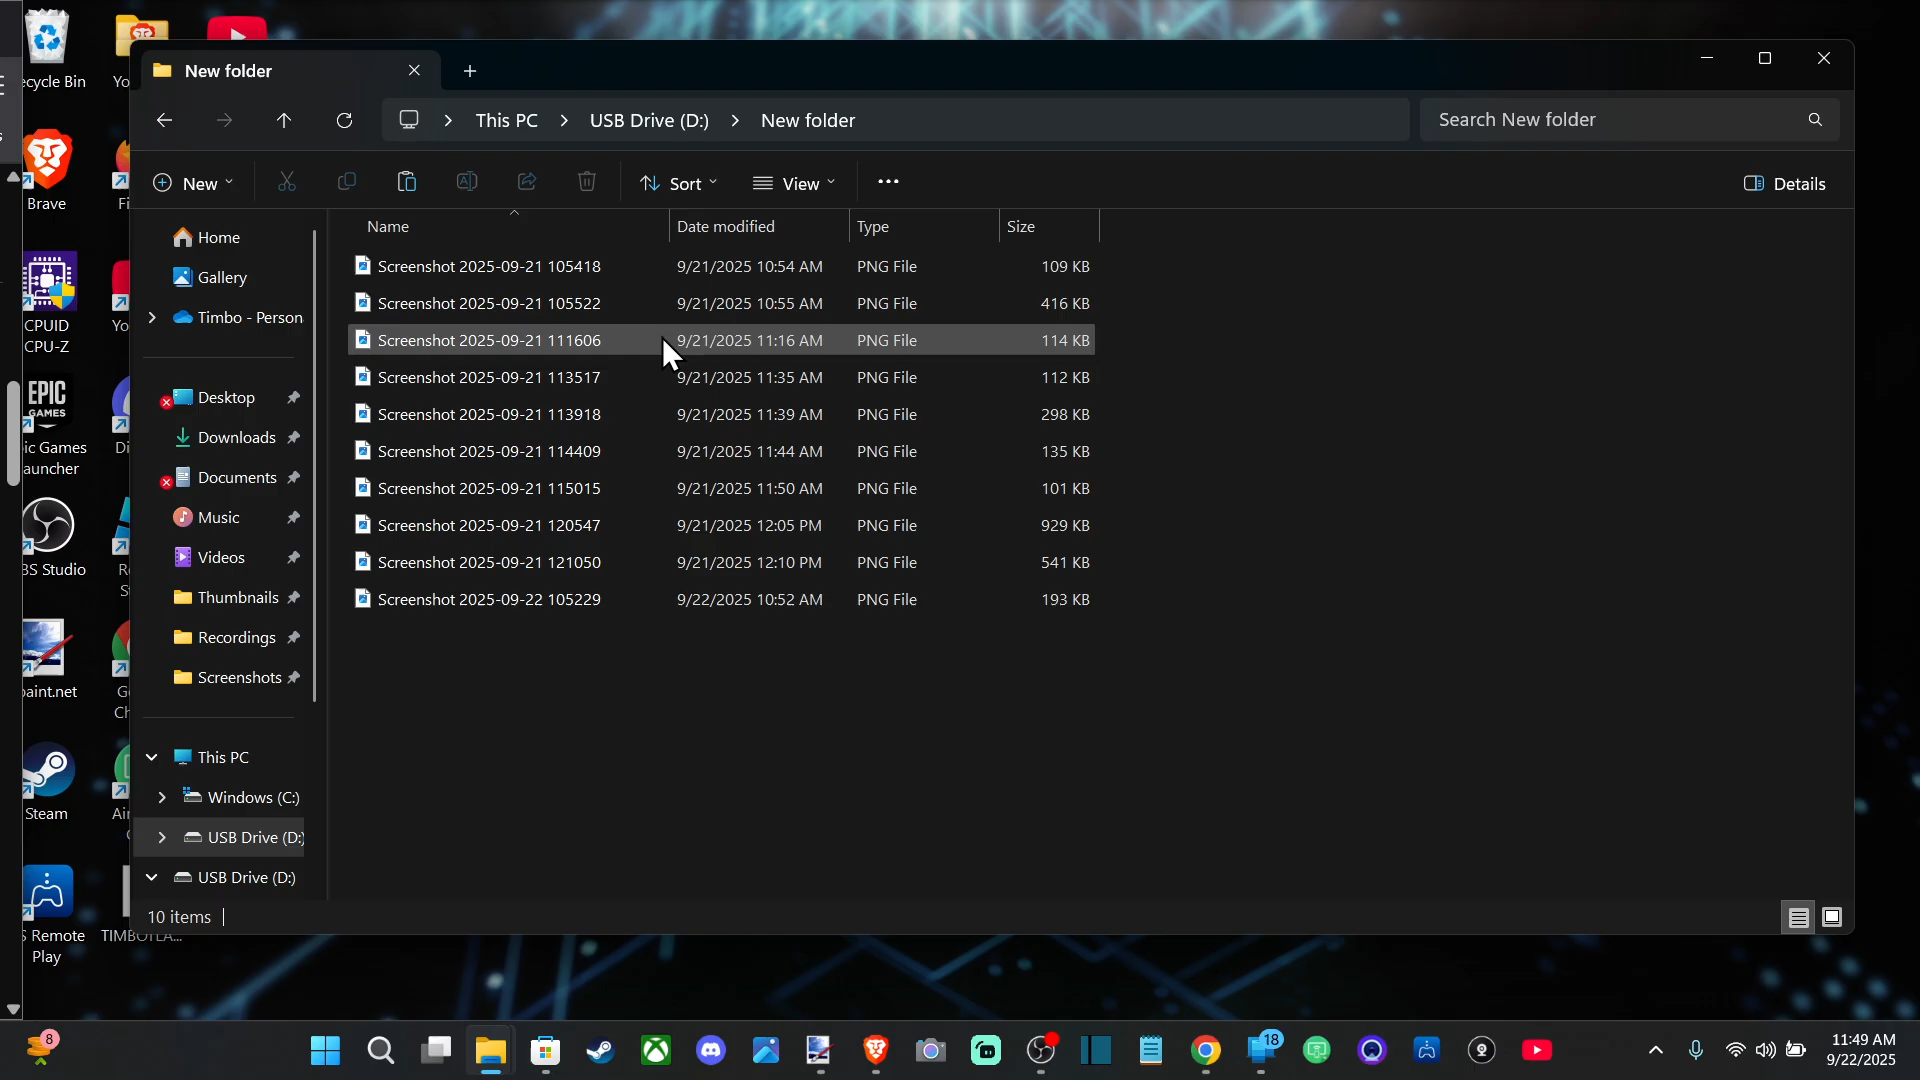 New folder
This PC
USB Drive (D:)
New folder
Search New folder
New
Sort
View
Details
Name
Date modified
Type
Size
Screenshot 2025-09-21 105418 9/21/2025 10:54 AM PNG File 109 KB
Screenshot 2025-09-21 105522 9/21/2025 10:55 AM PNG File 416 KB
Screenshot 2025-09-21 111606 9/21/2025 11:16 AM PNG File 114 KB
Screenshot 2025-09-21 113517 9/21/2025 11:35 AM PNG File 112 KB
Screenshot 2025-09-21 113918 9/21/2025 11:39 AM PNG File 298 KB
Screenshot 2025-09-21 114409 9/21/2025 11:44 AM PNG File 135 KB
Screenshot 2025-09-21 115015 9/21/2025 11:50 AM PNG File 101 KB
Screenshot 2025-09-21 120547 9/21/2025 12:05 PM PNG File 929 KB
Screenshot 2025-09-21 121050 9/21/2025 12:10 PM PNG File 541 KB
Screenshot 2025-09-22 105229 9/22/2025 10:52 AM PNG File 193 KB
Home
Gallery
Timbo - Person
Desktop
Downloads
Documents
Music
Videos
Thumbnails
Recordings
Screenshots
This PC
Windows (C:)
USB Drive (D:)
USB Drive (D:)
10 items
ecycle Bin
Yo
Brave
Fi
CPUID
CPU-Z
Yo
EPIC
GAMES
ic Games
auncher
Di
BS Studio
paint.net
Steam
S Remote
Play
8
18
11:49 AM
9/22/2025